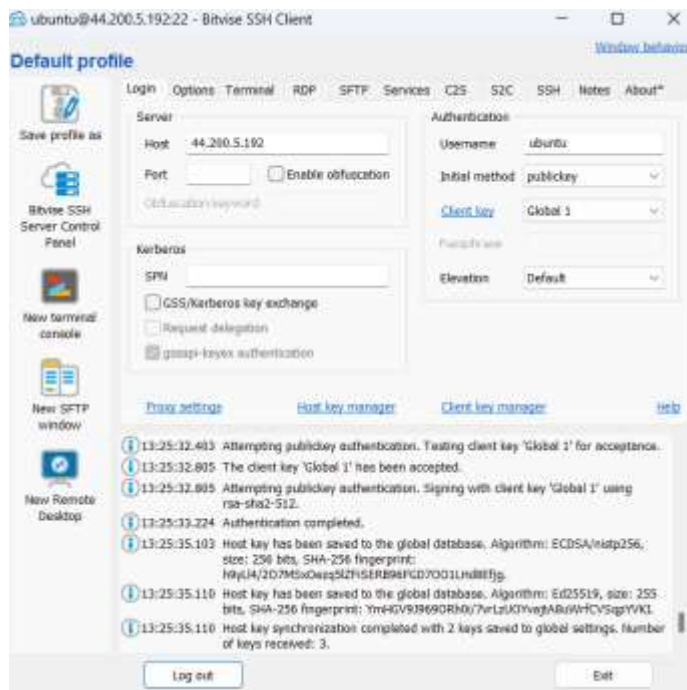 ubuntu@44.200.5.192:22 - Bitvise SSH Client
Default profile
Window behavior
Login Options Terminal RDP SFTP Services C2S S2C SSH Notes About*
Save profile as
Bitvise SSH
Server Control
Panel
New terminal
console
New SFTP
window
New Remote
Desktop
Server
Host 44.200.5.192
Port Enable obfuscation
Obfuscation keyword
Kerberos
SPN
GSS/Kerberos key exchange
Request delegation
gssapi-keyex authentication
Authentication
Username ubuntu
Initial method publickey
Client key Global 1
Passphrase
Elevation Default
Proxy settings Host key manager Client key manager Help
13:25:32.403 Attempting publickey authentication. Testing client key 'Global 1' for acceptance.
13:25:32.805 The client key 'Global 1' has been accepted.
13:25:32.805 Attempting publickey authentication. Signing with client key 'Global 1' using
rsa-sha2-512.
13:25:33.224 Authentication completed.
13:25:35.103 Host key has been saved to the global database. Algorithm: ECDSA/nistp256,
size: 256 bits, SHA-256 fingerprint:
13:25:35.110 Host key has been saved to the global database. Algorithm: Ed25519, size: 255
bits, SHA-256 fingerprint:
13:25:35.110 Host key synchronization completed with 2 keys saved to global settings. Number
of keys received: 3.
Log out Exit